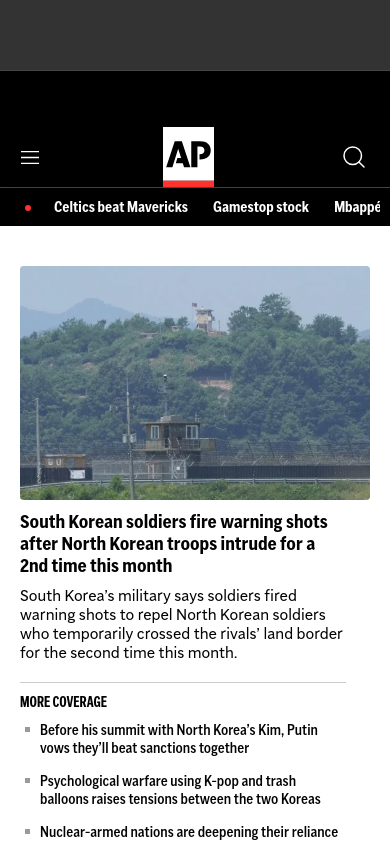 AP
Celtics beat Mavericks Gamestop stock Mbappé
South Korean soldiers fire warning shots
after North Korean troops intrude for a
2nd time this month
South Korea's military says soldiers fired
warning shots to repel North Korean soldiers
who temporarily crossed the rivals' land border
for the second time this month.
MORE COVERAGE
Before his summit with North Korea's Kim, Putin
vows they'll beat sanctions together
Psychological warfare using K-pop and trash
balloons raises tensions between the two Koreas
Nuclear-armed nations are deepening their reliance